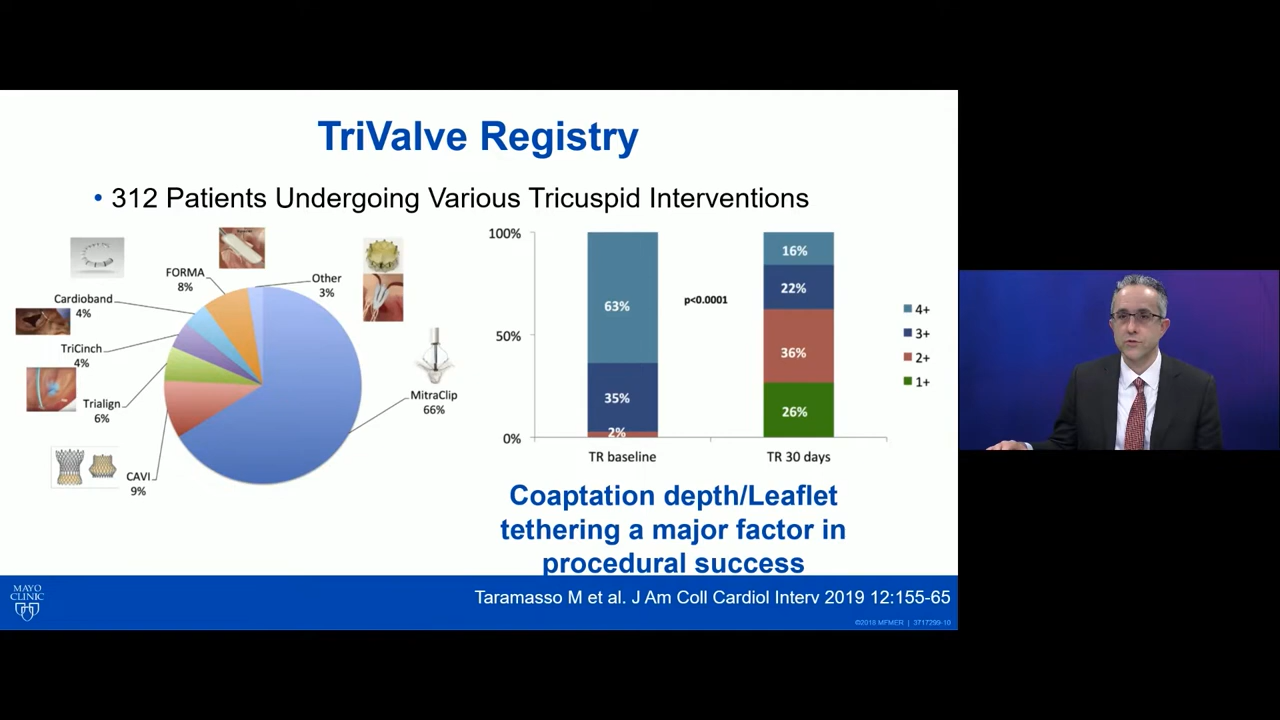 TriValve Registry
• 312 Patients Undergoing Various Tricuspid Interventions
FORMA
8%
Other
3%
Cardioband
4%
TriCinch
4%
Trialign
6%
CAVI
9%
MitraClip
66%
100%
50%
0%
63%
35%
2%
p<0.0001
16%
22%
36%
26%
TR baseline
TR 30 days
4+
3+
2+
1+
Coaptation depth/Leaflet
tethering a major factor in
procedural success
MAYO
CLINIC
Taramasso M et al. J Am Coll Cardiol Interv 2019 12:155-65
©2018 MFMER | 3717299-10